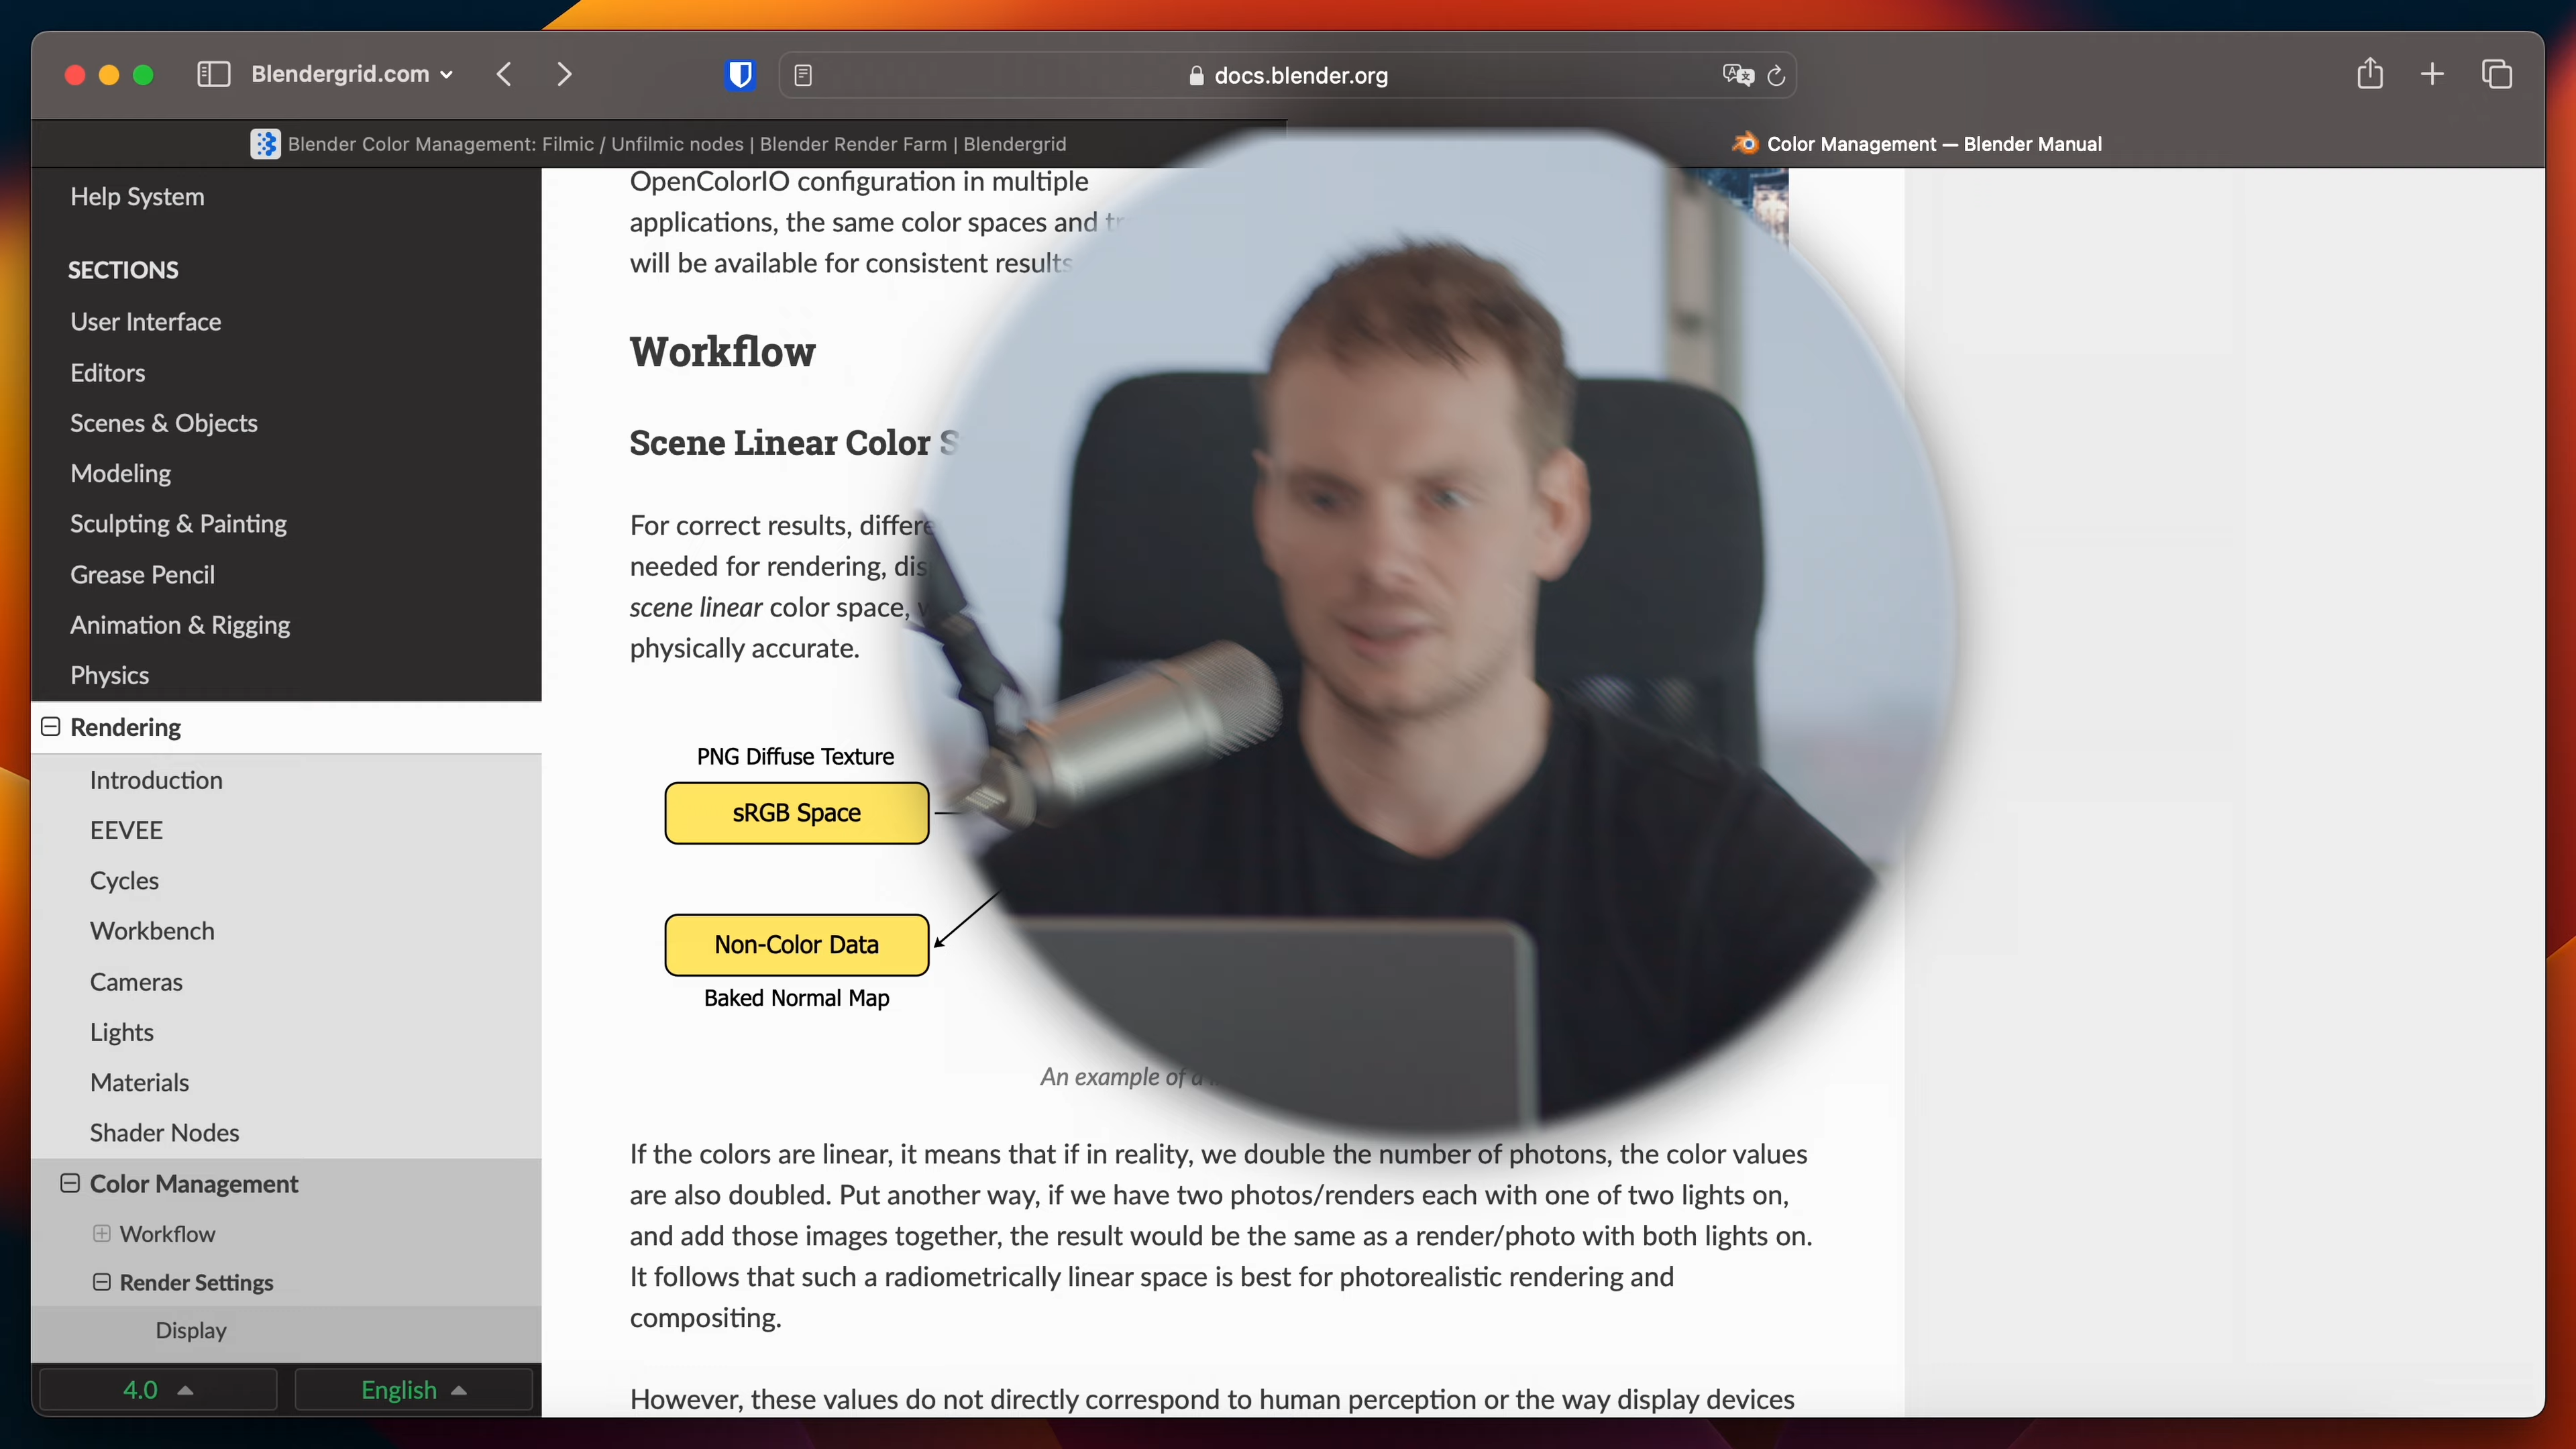 Blendergrid.com
docs.blender.org
Blender Color Management: Filmic / Unfilmic nodes | Blender Render Farm | Blendergrid
Color Management — Blender Manual
Help System
SECTIONS
User Interface
Editors
Scenes & Objects
Modeling
Sculpting & Painting
Grease Pencil
Animation & Rigging
Physics
Rendering
Introduction
EEVEE
Cycles
Workbench
Cameras
Lights
Materials
Shader Nodes
Color Management
Workflow
Render Settings
Display
4.0
English
OpenColorIO configuration in multiple
applications, the same color spaces and
will be available for consistent results
Workflow
Scene Linear Color
For correct results,
needed for rendering,
scene linear color space,
physically accurate.
PNG Diffuse Texture
sRGB Space
Non-Color Data
Baked Normal Map
An example of a
If the colors are linear, it means that if in reality, we double the number of photons, the color values
are also doubled. Put another way, if we have two photos/renders each with one of two lights on,
and add those images together, the result would be the same as a render/photo with both lights on.
It follows that such a radiometrically linear space is best for photorealistic rendering and
compositing.
However, these values do not directly correspond to human perception or the way display devices